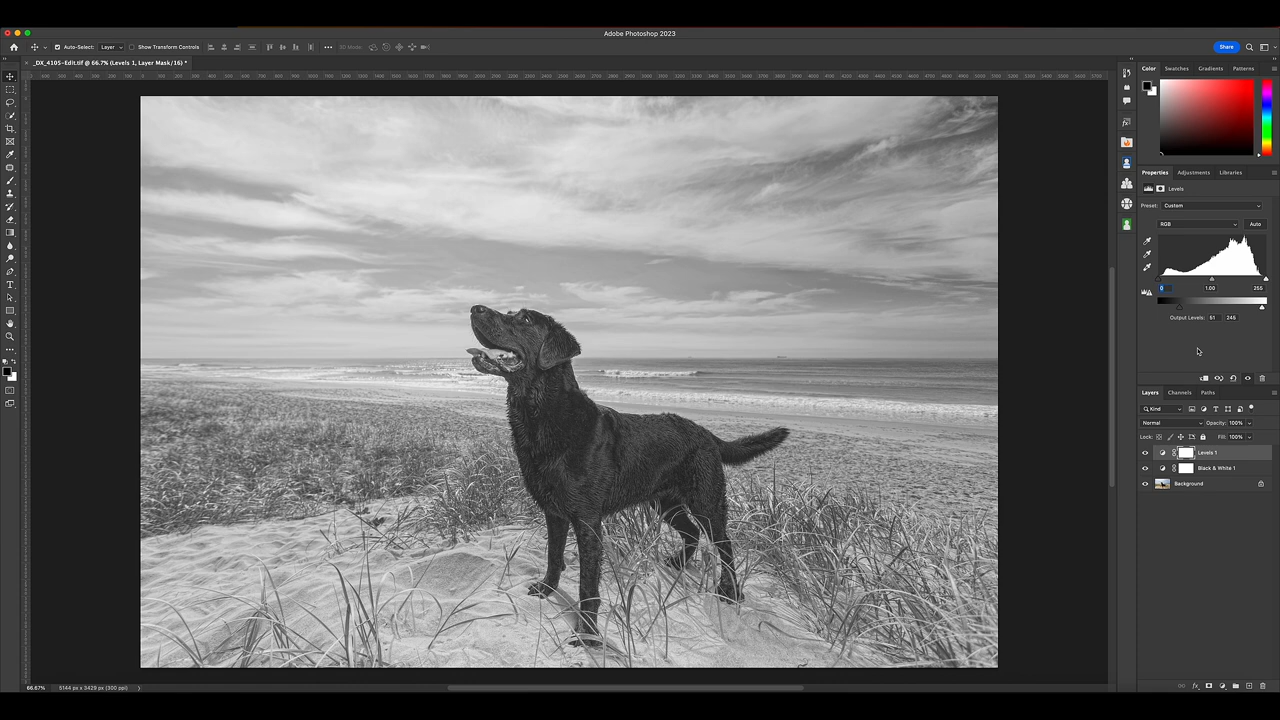 Adobe Photoshop 2023
Auto-Select: Layer Show Transform Controls 3D Mode: Share
_DX_4105-Edit.tif @ 66.7% (Levels 1, Layer Mask/16) *
Color Swatches Gradients Patterns
Properties Adjustments Libraries
Levels
Preset: Custom
RGB Auto
0 1.00 255
Output Levels: 51 245
Layers Channels Paths
Kind
Normal Opacity: 100%
Lock: Fill: 100%
Levels 1
Black & White 1
Background
66.67% 5144 px x 3429 px (300 ppi)